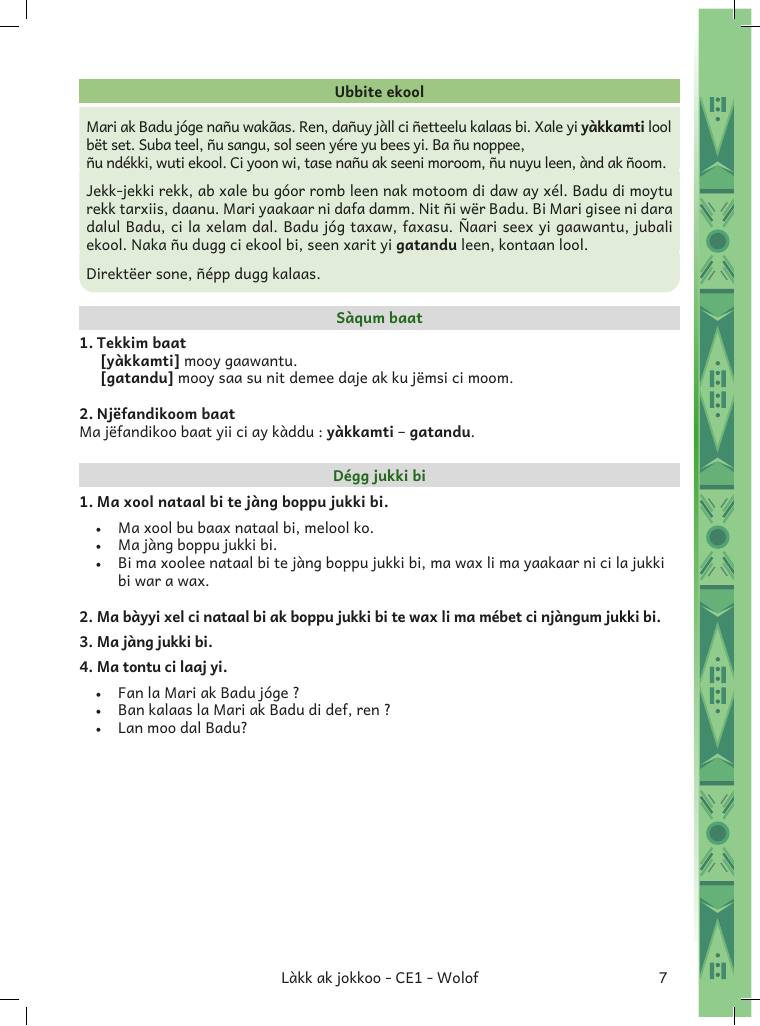 Ubbite ekool
Mari ak Badu jóge nañu wakãas. Ren, dañuy jàll ci ñetteelu kalaas bi. Xale yi yàkkamti lool
bët set. Suba teel, ñu sangu, sol seen yére yu bees yi. Ba ñu noppee,
ñu ndékki, wuti ekool. Ci yoon wi, tase nañu ak seeni moroom, ñu nuyu leen, ànd ak ñoom.
Jekk-jekki rekk, ab xale bu góor romb leen nak motoom di daw ay xél. Badu di moytu
rekk tarxiis, daanu. Mari yaakaar ni dafa damm. Nit ñi wër Badu. Bi Mari gisee ni dara
dalul Badu, ci la xelam dal. Badu jóg taxaw, faxasu. Ñaari seex yi gaawantu, jubali
ekool. Naka ñu dugg ci ekool bi, seen xarit yi gatandu leen, kontaan lool.
Direktëer sone, ñépp dugg kalaas.
Sàqum baat
1. Tekkim baat
[yàkkamti] mooy gaawantu.
[gatandu] mooy saa su nit demee daje ak ku jëmsi ci moom.
2. Njëfandikoom baat
Ma jëfandikoo baat yii ci ay kàddu : yàkkamti – gatandu.
Dégg jukki bi
1. Ma xool nataal bi te jàng boppu jukki bi.
• Ma xool bu baax nataal bi, melool ko.
• Ma jàng boppu jukki bi.
• Bi ma xoolee nataal bi te jàng boppu jukki bi, ma wax li ma yaakaar ni ci la jukki
bi war a wax.
2. Ma bàyyi xel ci nataal bi ak boppu jukki bi te wax li ma mébet ci njàngum jukki bi.
3. Ma jàng jukki bi.
4. Ma tontu ci laaj yi.
• Fan la Mari ak Badu jóge ?
• Ban kalaas la Mari ak Badu di def, ren ?
• Lan moo dal Badu?
Làkk ak jokkoo - CE1 - Wolof 7